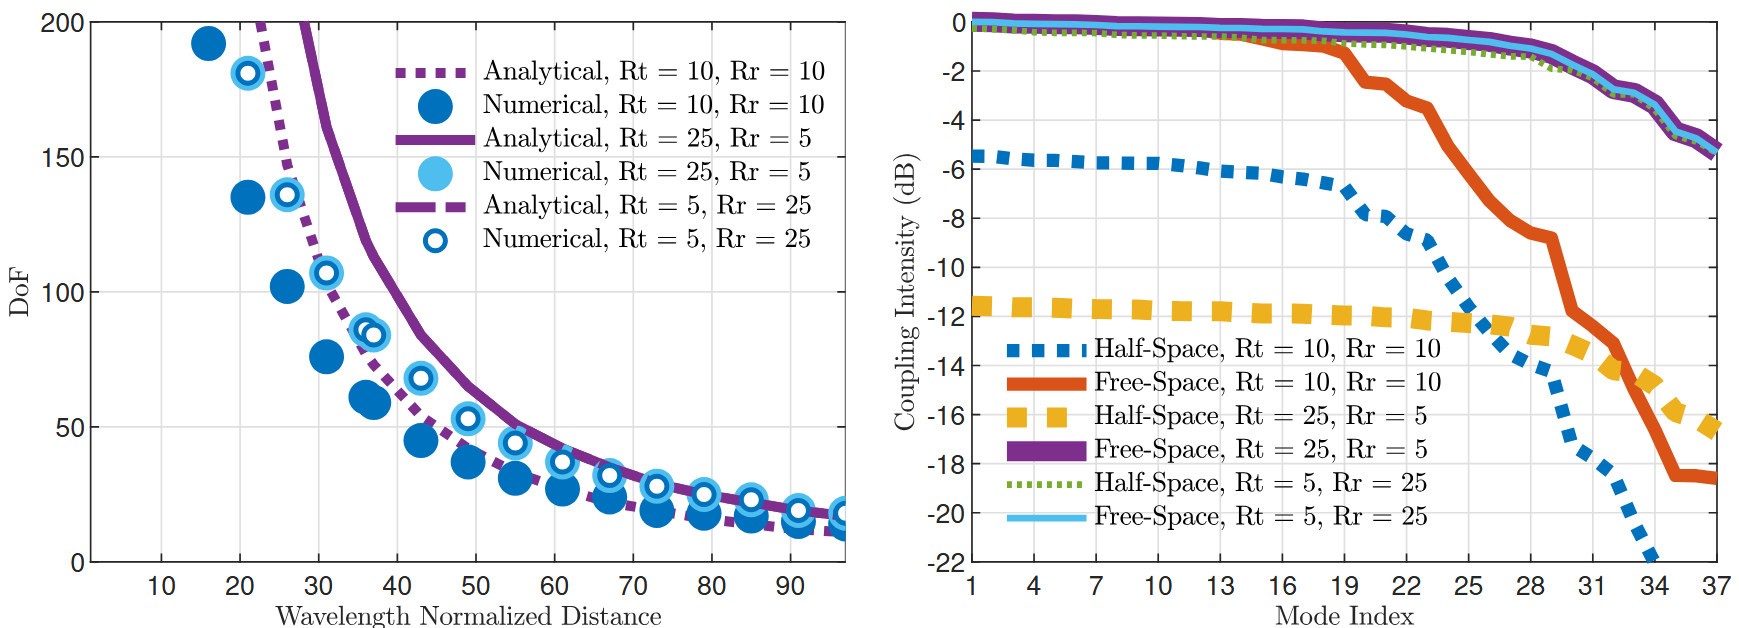 200
150
100
50
0
DoF
Analytical, Rt = 10, Rr = 10
Numerical, Rt = 10, Rr = 10
Analytical, Rt = 25, Rr = 5
Numerical, Rt = 25, Rr = 5
Analytical, Rt = 5, Rr = 25
Numerical, Rt = 5, Rr = 25
10 20 30 40 50 60 70 80 90
Wavelength Normalized Distance
0
-2
-4
-6
-8
-10
-12
-14
-16
-18
-20
-22
Coupling Intensity (dB)
Half-Space, Rt = 10, Rr = 10
Free-Space, Rt = 10, Rr = 10
Half-Space, Rt = 25, Rr = 5
Free-Space, Rt = 25, Rr = 5
Half-Space, Rt = 5, Rr = 25
Free-Space, Rt = 5, Rr = 25
1 4 7 10 13 16 19 22 25 28 31 34 37
Mode Index